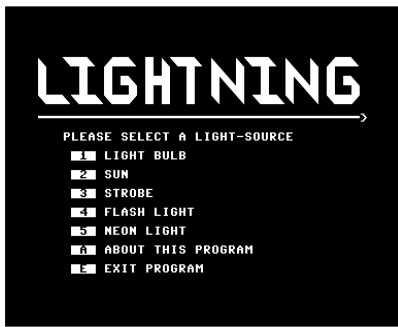 LIGHTNING
PLEASE SELECT A LIGHT-SOURCE
1 LIGHT BULB
2 SUN
3 STROBE
4 FLASH LIGHT
5 NEON LIGHT
A ABOUT THIS PROGRAM
E EXIT PROGRAM